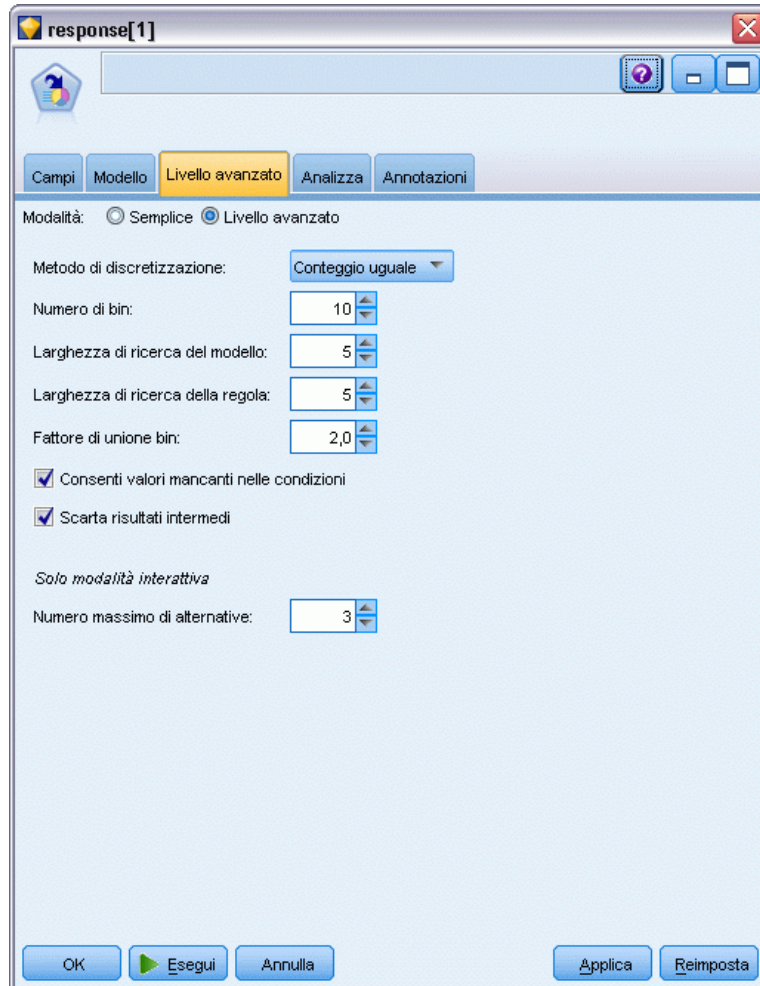 response[1]
Campi Modello Livello avanzato Analizza Annotazioni
Modalità: Semplice Livello avanzato
Metodo di discretizzazione: Conteggio uguale
Numero di bin: 10
Larghezza di ricerca del modello: 5
Larghezza di ricerca della regola: 5
Fattore di unione bin: 2,0
Consenti valori mancanti nelle condizioni
Scarta risultati intermedi
Solo modalità interattiva
Numero massimo di alternative: 3
OK Esegui Annulla Applica Reimposta